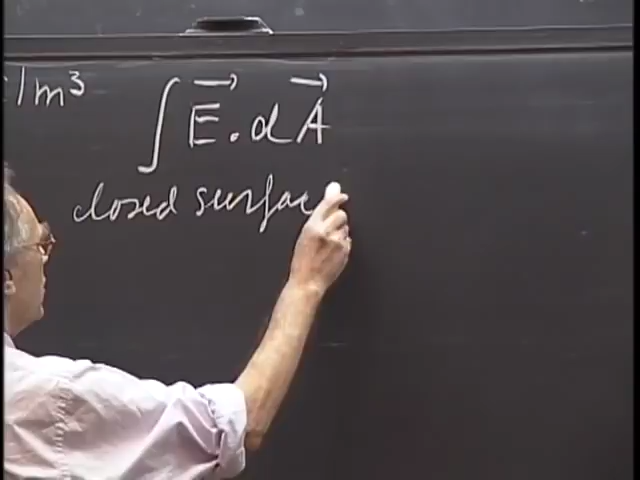 /m³
∫ E⃗ . dA⃗
closed surfac